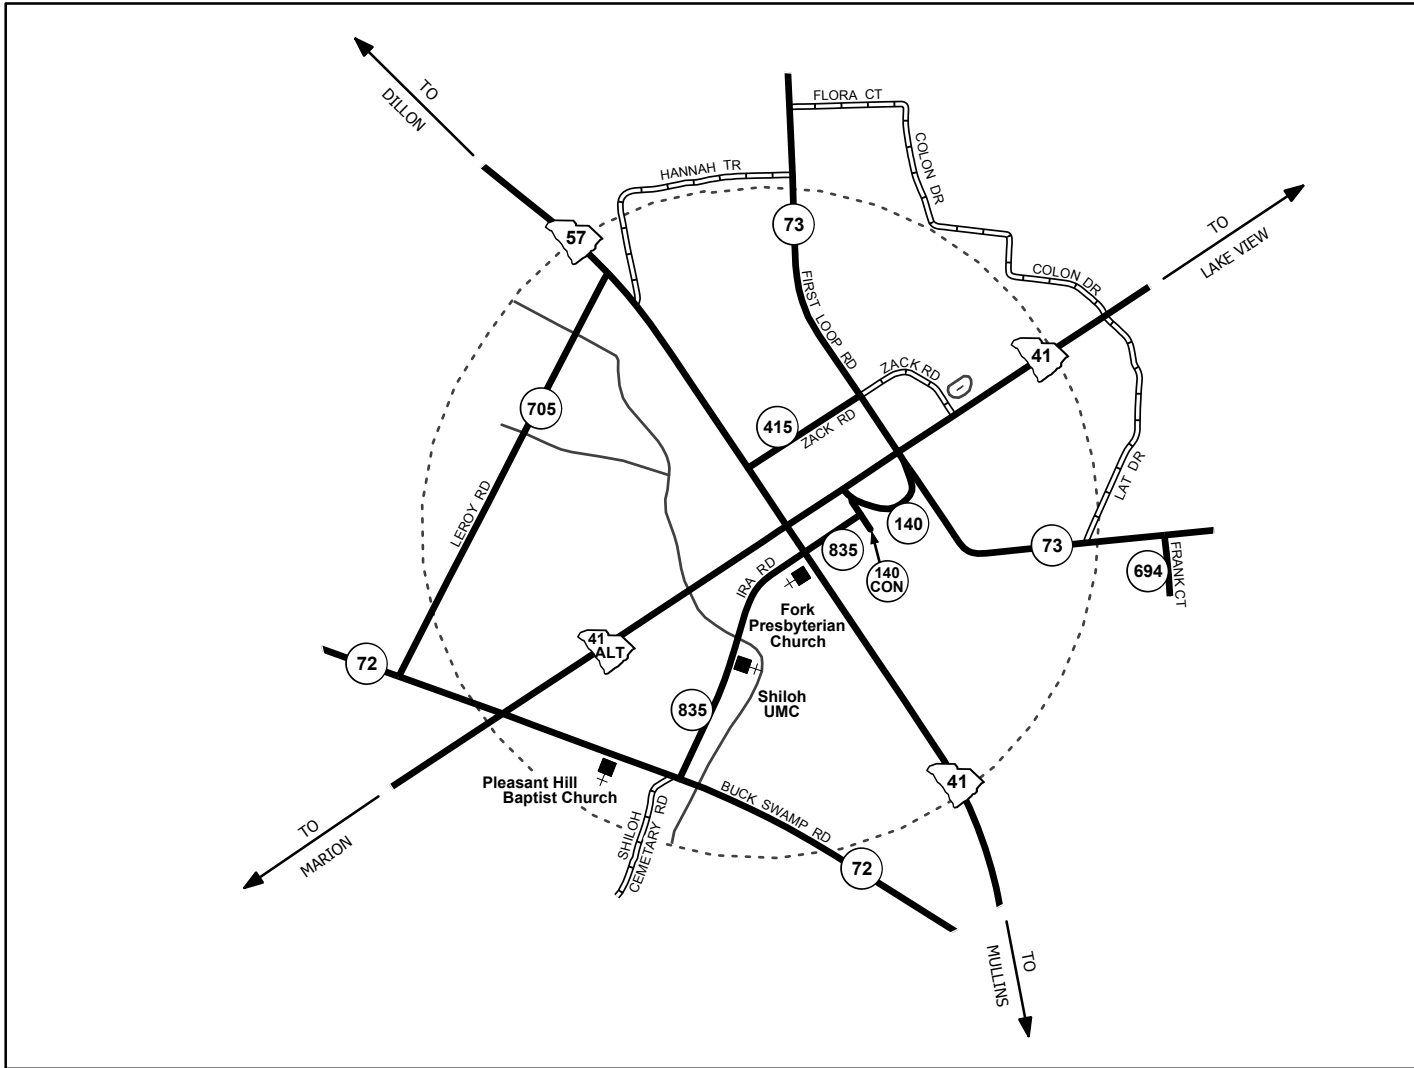 TO
DILLON
FLORA CT
COLON DR
HANNAH TR
57
73
TO
LAKE VIEW
COLON DR
FIRST LOOP RD
41
ZACK RD
705
415
ZACK RD
LEROY RD
LAT DR
140
835
73
IRA RD
140
CON
694
FRANK CT
Fork
Presbyterian
Church
41
ALT
72
Shiloh
UMC
835
Pleasant Hill
Baptist Church
BUCK SWAMP RD
41
SHILOH
CEMETARY RD
TO
MARION
72
TO
MULLINS